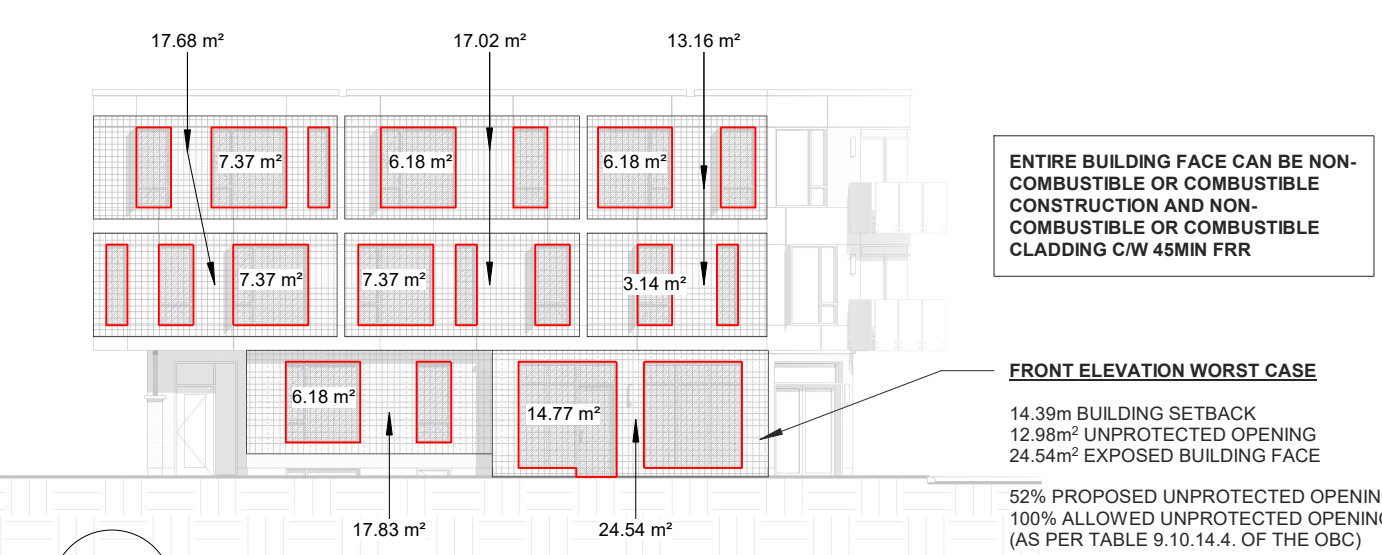 17.68 m²
17.02 m²
13.16 m²
7.37 m²
6.18 m²
6.18 m²
7.37 m²
7.37 m²
3.14 m²
6.18 m²
14.77 m²
17.83 m²
24.54 m²
ENTIRE BUILDING FACE CAN BE NON-
COMBUSTIBLE OR COMBUSTIBLE
CONSTRUCTION AND NON-
COMBUSTIBLE OR COMBUSTIBLE
CLADDING C/W 45MIN FRR
FRONT ELEVATION WORST CASE
14.39m BUILDING SETBACK
12.98m² UNPROTECTED OPENING
24.54m² EXPOSED BUILDING FACE
52% PROPOSED UNPROTECTED OPENING
100% ALLOWED UNPROTECTED OPENING
(AS PER TABLE 9.10.14.4. OF THE OBC)